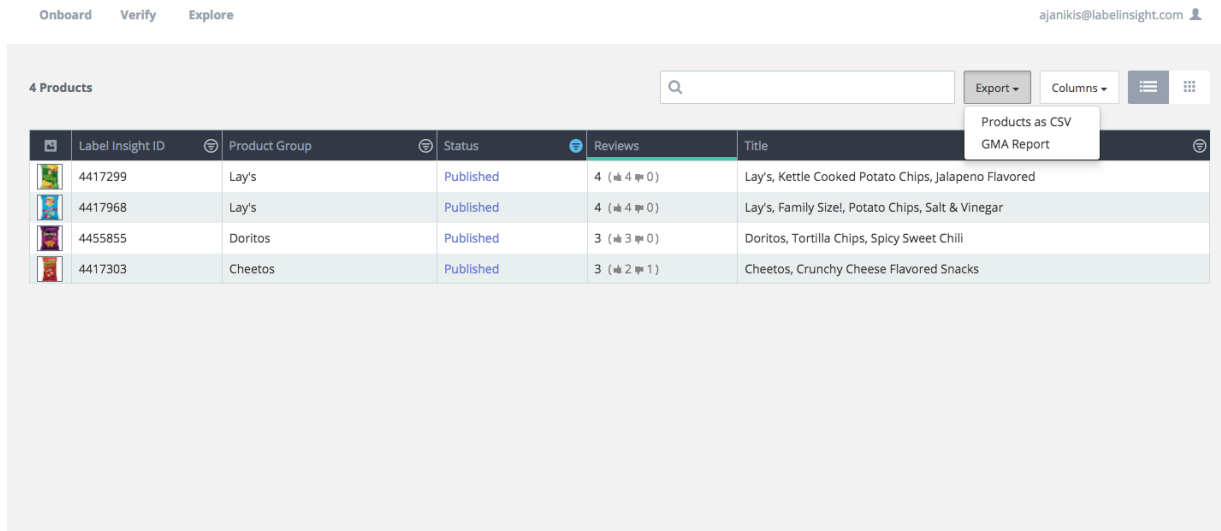 Onboard Verify Explore ajanikis@labelinsight.com
4 Products Export Columns
Products as CSV
GMA Report
Label Insight ID Product Group Status Reviews Title
4417299 Lay's Published 4 (4 0) Lay's, Kettle Cooked Potato Chips, Jalapeno Flavored
4417968 Lay's Published 4 (4 0) Lay's, Family Size!, Potato Chips, Salt & Vinegar
4455855 Doritos Published 3 (3 0) Doritos, Tortilla Chips, Spicy Sweet Chili
4417303 Cheetos Published 3 (2 1) Cheetos, Crunchy Cheese Flavored Snacks